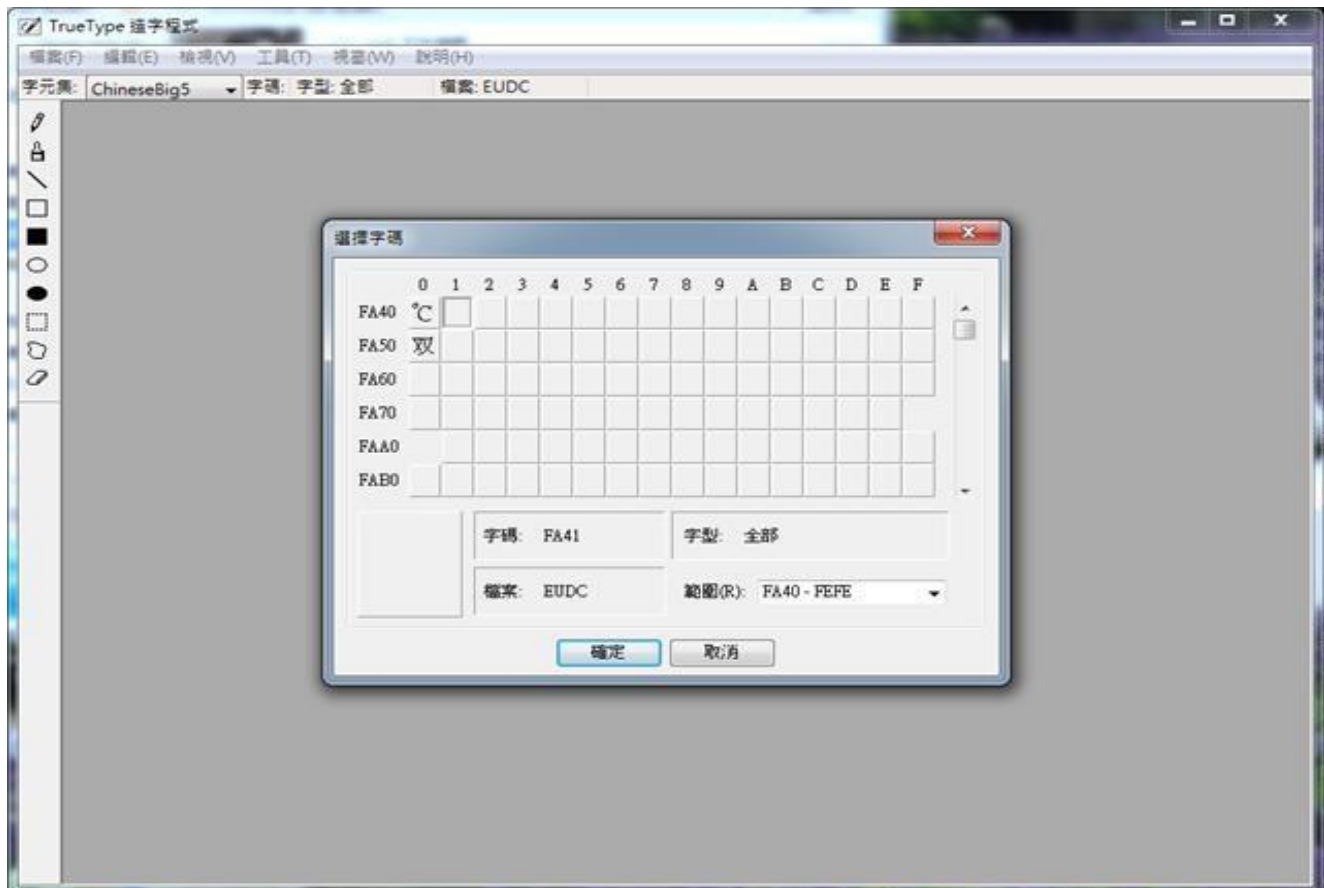 TrueType 造字程式
檔案(F) 編輯(E) 檢視(V) 工具(T) 視窗(W) 說明(H)
字元集: ChineseBig5 字碼: 字型: 全部 檔案: EUDC
選擇字碼
0 1 2 3 4 5 6 7 8 9 A B C D E F
FA40 ℃
FA50 双
FA60
FA70
FAA0
FAB0
字碼: FA41 字型: 全部
檔案: EUDC 範圍(R): FA40 - FEFE
確定 取消